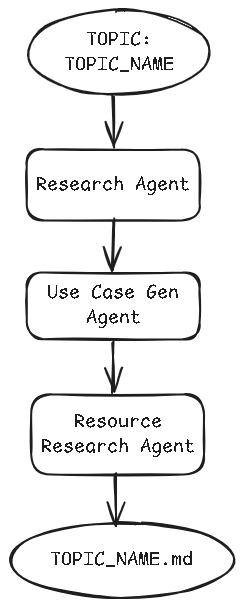 TOPIC:
TOPIC_NAME
Research Agent
Use Case Gen
Agent
Resource
Research Agent
TOPIC_NAME.md